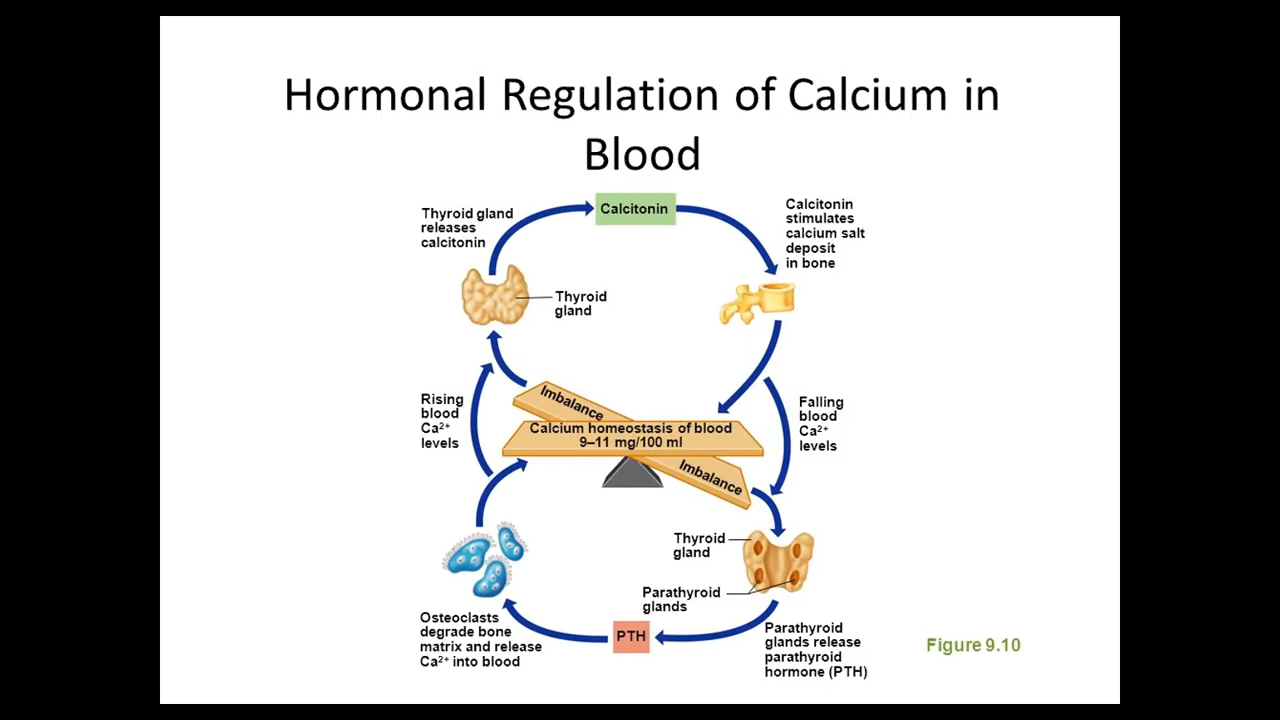 Hormonal Regulation of Calcium in
Blood
Calcitonin
Thyroid gland
releases
calcitonin
Calcitonin
stimulates
calcium salt
deposit
in bone
Thyroid
gland
Imbalance
Rising
blood
Ca²⁺
levels
Calcium homeostasis of blood
9–11 mg/100 ml
Falling
blood
Ca²⁺
levels
Imbalance
Thyroid
gland
Parathyroid
glands
Osteoclasts
degrade bone
matrix and release
Ca²⁺ into blood
PTH
Parathyroid
glands release
parathyroid
hormone (PTH)
Figure 9.10